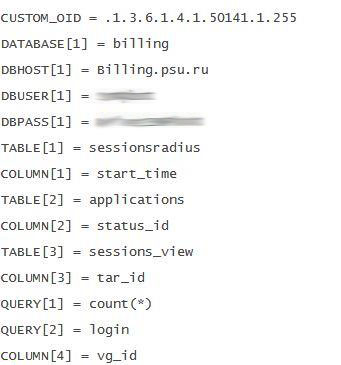 CUSTOM_OID = .1.3.6.1.4.1.50141.1.255
DATABASE[1] = billing
DBHOST[1] = Billing.psu.ru
DBUSER[1] =
DBPASS[1] =
TABLE[1] = sessionsradius
COLUMN[1] = start_time
TABLE[2] = applications
COLUMN[2] = status_id
TABLE[3] = sessions_view
COLUMN[3] = tar_id
QUERY[1] = count(*)
QUERY[2] = login
COLUMN[4] = vg_id